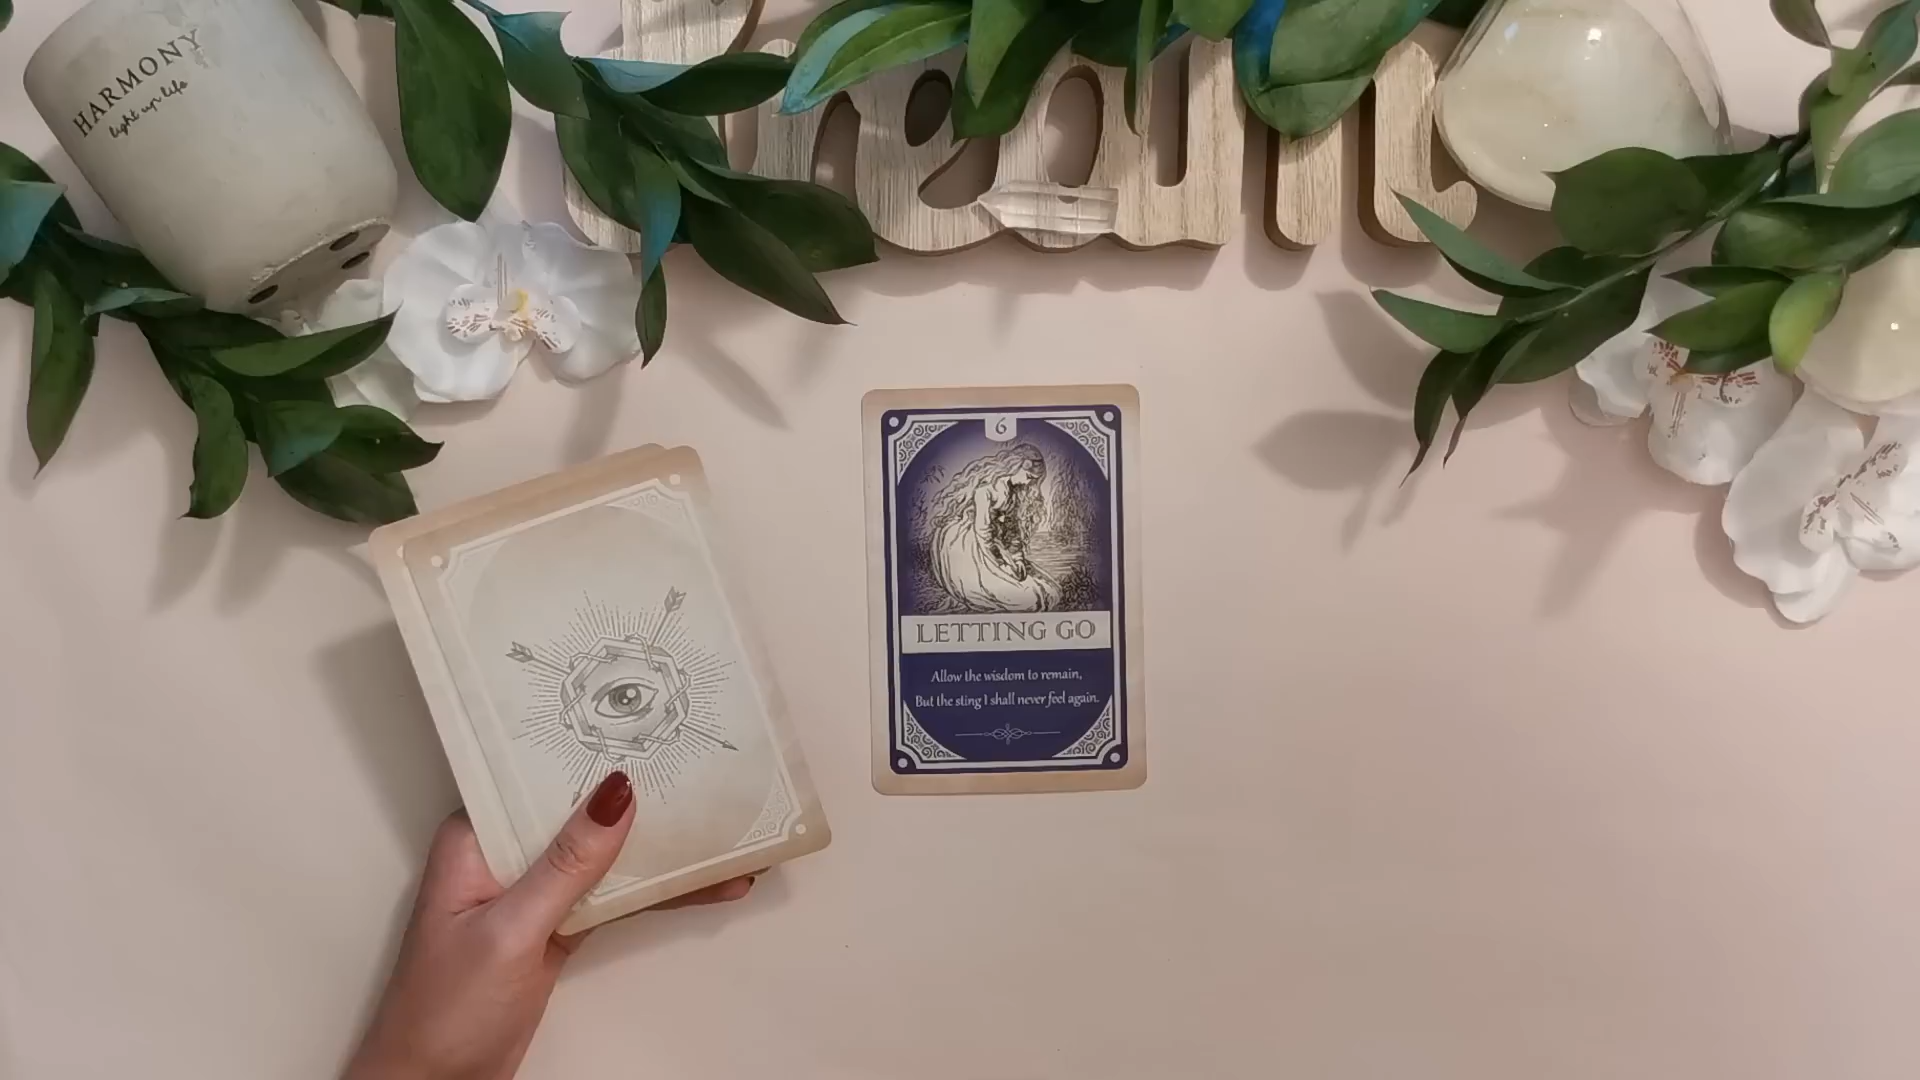 HARMONY
light up life
6
LETTING GO
Allow the wisdom to remain,
But the sting I shall never feel again.